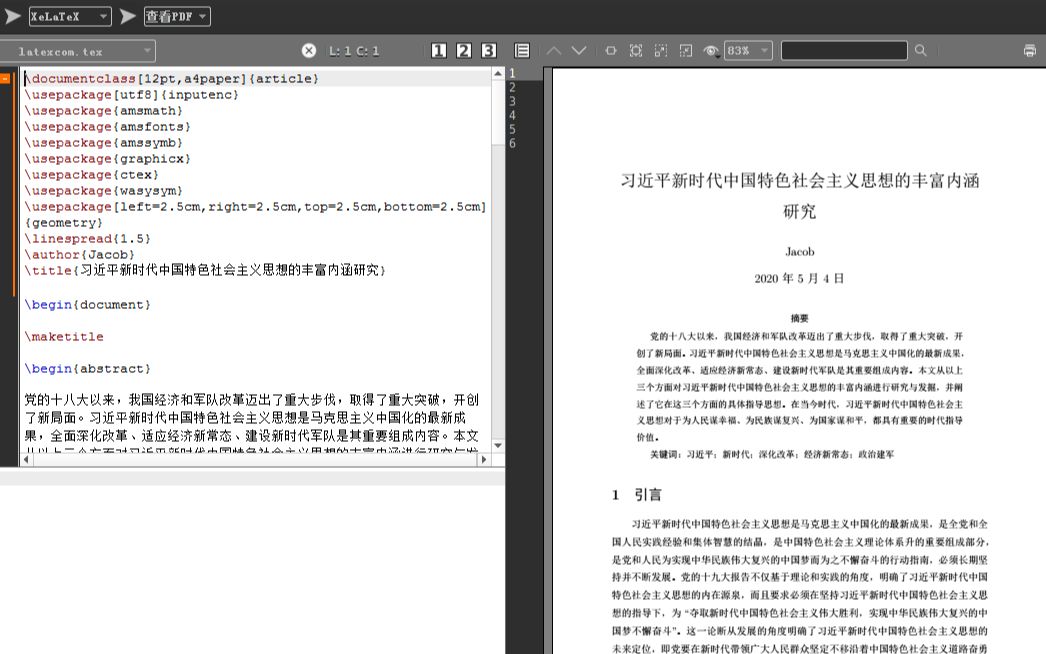 XeLaTeX 查看PDF
latexcom.tex L: 1 C: 1 1 2 3 83%
\documentclass[12pt,a4paper]{article}
\usepackage[utf8]{inputenc}
\usepackage{amsmath}
\usepackage{amsfonts}
\usepackage{amssymb}
\usepackage{graphicx}
\usepackage{ctex}
\usepackage{wasysym}
\usepackage[left=2.5cm,right=2.5cm,top=2.5cm,bottom=2.5cm]
{geometry}
\linespread{1.5}
\author{Jacob}
\title{习近平新时代中国特色社会主义思想的丰富内涵研究}
\begin{document}
\maketitle
\begin{abstract}
党的十八大以来，我国经济和军队改革迈出了重大步伐，取得了重大突破，开创
了新局面。习近平新时代中国特色社会主义思想是马克思主义中国化的最新成
果，全面深化改革、适应经济新常态、建设新时代军队是其重要组成内容。本文
从以上三个方面对习近平新时代中国特色社会主义思想的丰富内涵进行研究与发
1
2
3
4
5
6
习近平新时代中国特色社会主义思想的丰富内涵
研究
Jacob
2020 年 5 月 4 日
摘要
党的十八大以来，我国经济和军队改革迈出了重大步伐，取得了重大突破，开
创了新局面。习近平新时代中国特色社会主义思想是马克思主义中国化的最新成果，
全面深化改革、适应经济新常态、建设新时代军队是其重要组成内容。本文从以上
三个方面对习近平新时代中国特色社会主义思想的丰富内涵进行研究与发掘，并阐
述了它在这三个方面的具体指导思想。在当今时代，习近平新时代中国特色社会主
义思想对于为人民谋幸福、为民族谋复兴、为国家谋和平，都具有重要的时代指导
价值。
关键词：习近平；新时代；深化改革；经济新常态；政治建军
1 引言
习近平新时代中国特色社会主义思想是马克思主义中国化的最新成果，是全党和全
国人民实践经验和集体智慧的结晶，是中国特色社会主义理论体系升的重要组成部分，
是党和人民为实现中华民族伟大复兴的中国梦而为之不懈奋斗的行动指南，必须长期坚
持并不断发展。党的十九大报告不仅基于理论和实践的角度，明确了习近平新时代中国
特色社会主义思想的内在源泉，而且要求必须在坚持习近平新时代中国特色社会主义思
想的指导下，为“夺取新时代中国特色社会主义伟大胜利，实现中华民族伟大复兴的中
国梦不懈奋斗”。这一论断从发展的角度明确了习近平新时代中国特色社会主义思想的
未来定位，即党要在新时代带领广大人民群众坚定不移沿着中国特色社会主义道路奋勇